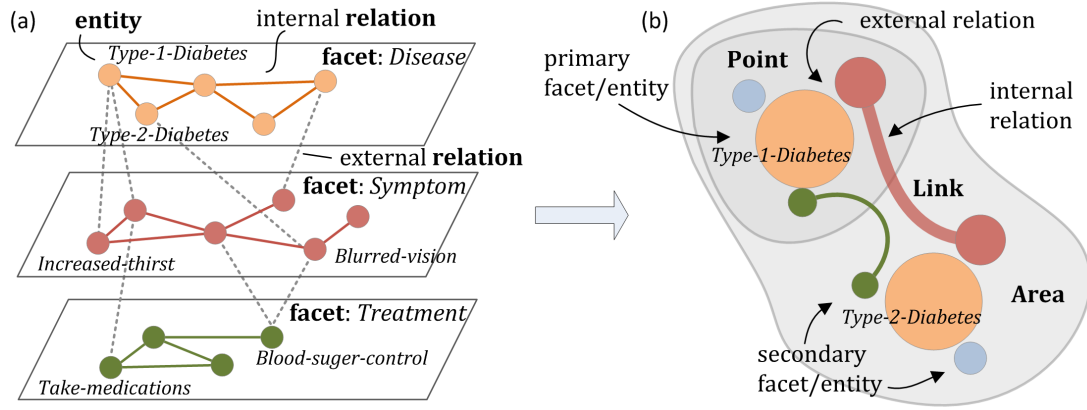 (a)
entity
internal relation
Type-1-Diabetes
facet: Disease
Type-2-Diabetes
external relation
facet: Symptom
Increased-thirst
Blurred-vision
facet: Treatment
Blood-suger-control
Take-medications
(b)
external relation
Point
primary
facet/entity
internal
relation
Type-1-Diabetes
Link
Area
Type-2-Diabetes
secondary
facet/entity